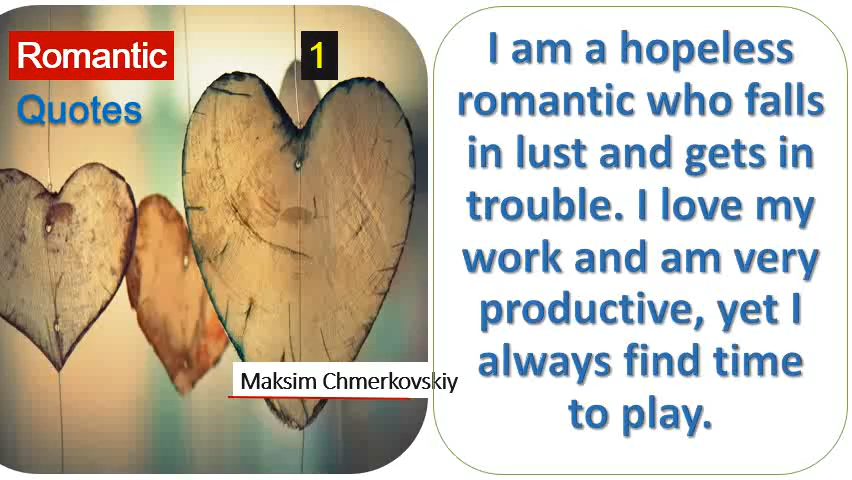 Romantic
1
Quotes
Maksim Chmerkovskiy
I am a hopeless
romantic who falls
in lust and gets in
trouble. I love my
work and am very
productive, yet I
always find time
to play.